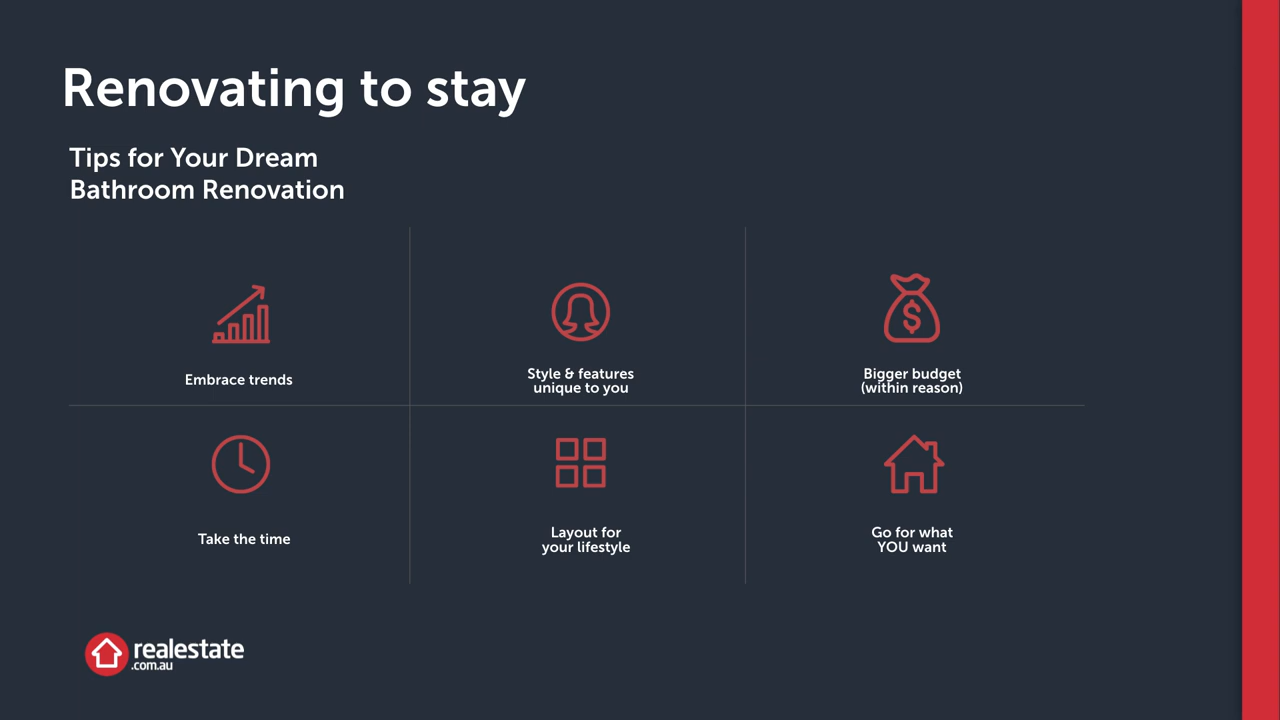 Renovating to stay
Tips for Your Dream
Bathroom Renovation
Embrace trends
Style & features
unique to you
$
Bigger budget
(within reason)
Take the time
Layout for
your lifestyle
Go for what
YOU want
realestate
.com.au